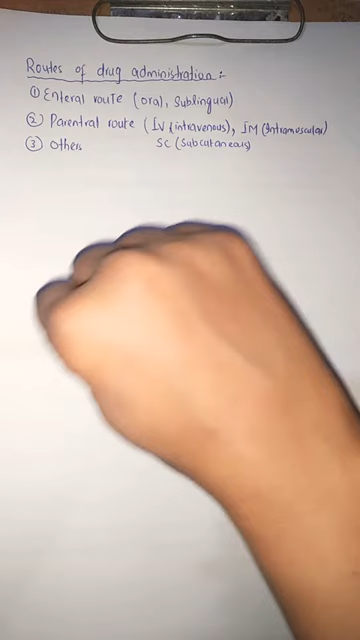 Routes of drug administration :-
① Enteral route (oral, Sublingual)
② Parentral route (IV (intravenous), IM (Intramuscular)
SC (Subcutaneous)
③ Others